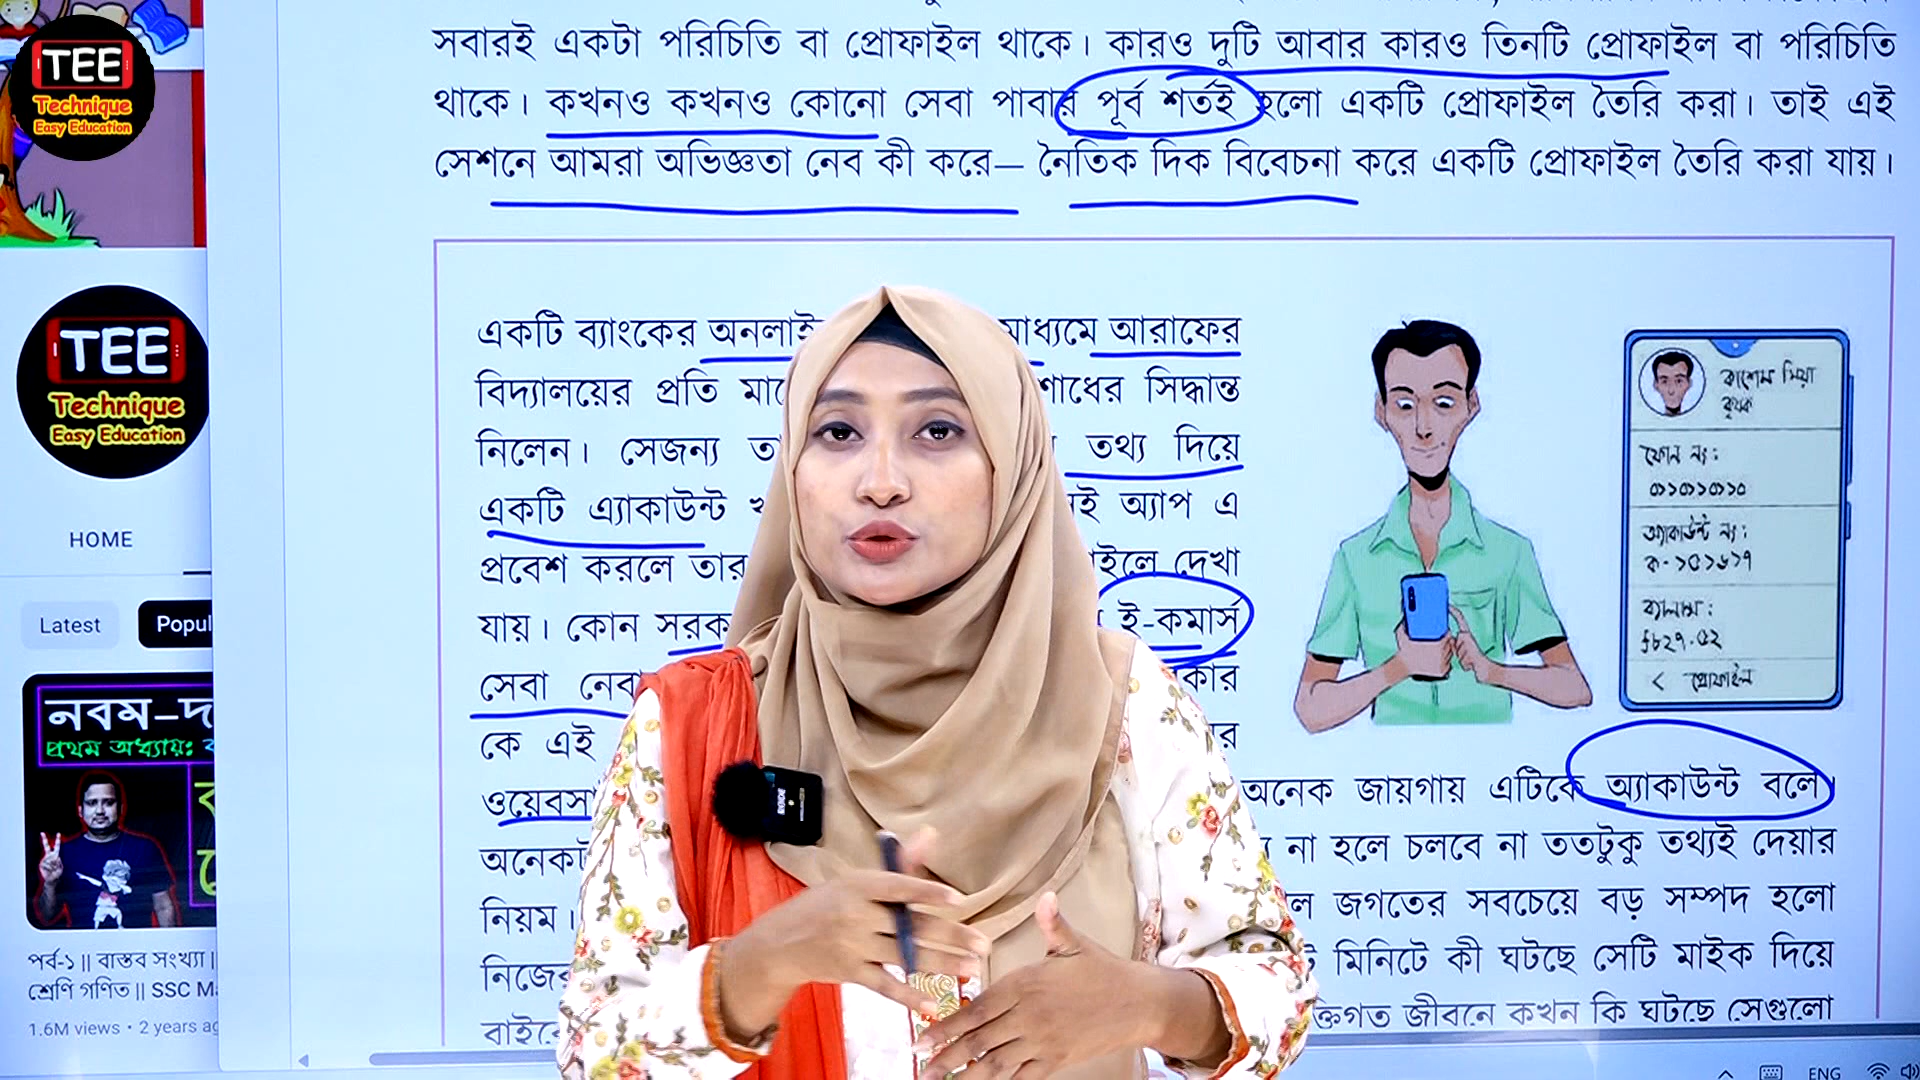 TEE
Technique
Easy Education
সবারই একটা পরিচিতি বা প্রোফাইল থাকে। কারও দুটি আবার কারও তিনটি প্রোফাইল বা পরিচিতি
থাকে। কখনও কখনও কোনো সেবা পাবার পূর্ব শর্তই হলো একটি প্রোফাইল তৈরি করা। তাই এই
সেশনে আমরা অভিজ্ঞতা নেব কী করে— নৈতিক দিক বিবেচনা করে একটি প্রোফাইল তৈরি করা যায়।
TEE
Technique
Easy Education
HOME
Latest
Popul
নবম-দ
প্রথম অধ্যায়ঃ
পর্ব-১ || বাস্তব সংখ্যা |
শ্রেণি গণিত || SSC M
1.6M views • 2 years ag
একটি ব্যাংকের অনলাই মাধ্যমে আরাফের
বিদ্যালয়ের প্রতি মাসে শোধের সিদ্ধান্ত
নিলেন। সেজন্য তথ্য দিয়ে
একটি এ্যাকাউন্ট অ্যাপ এ
প্রবেশ করলে তার ইলে দেখা
যায়। কোন সরক ই-কমার্স
সেবা নেব কার
কে এই
ওয়েবসা অনেক জায়গায় এটিকে অ্যাকাউন্ট বলে।
অনেকা না হলে চলবে না ততটুকু তথ্যই দেয়ার
নিয়ম। ল জগতের সবচেয়ে বড় সম্পদ হলো
নিজের মিনিটে কী ঘটছে সেটি মাইক দিয়ে
বাইরে ক্তিগত জীবনে কখন কি ঘটছে সেগুলো
কাশেম মিয়া
কৃষক
ফোন নং:
০১০১০১০
অ্যাকাউন্ট নং:
ক-১৫১৬১৭
ব্যালান্স:
< প্রোফাইল
ENG